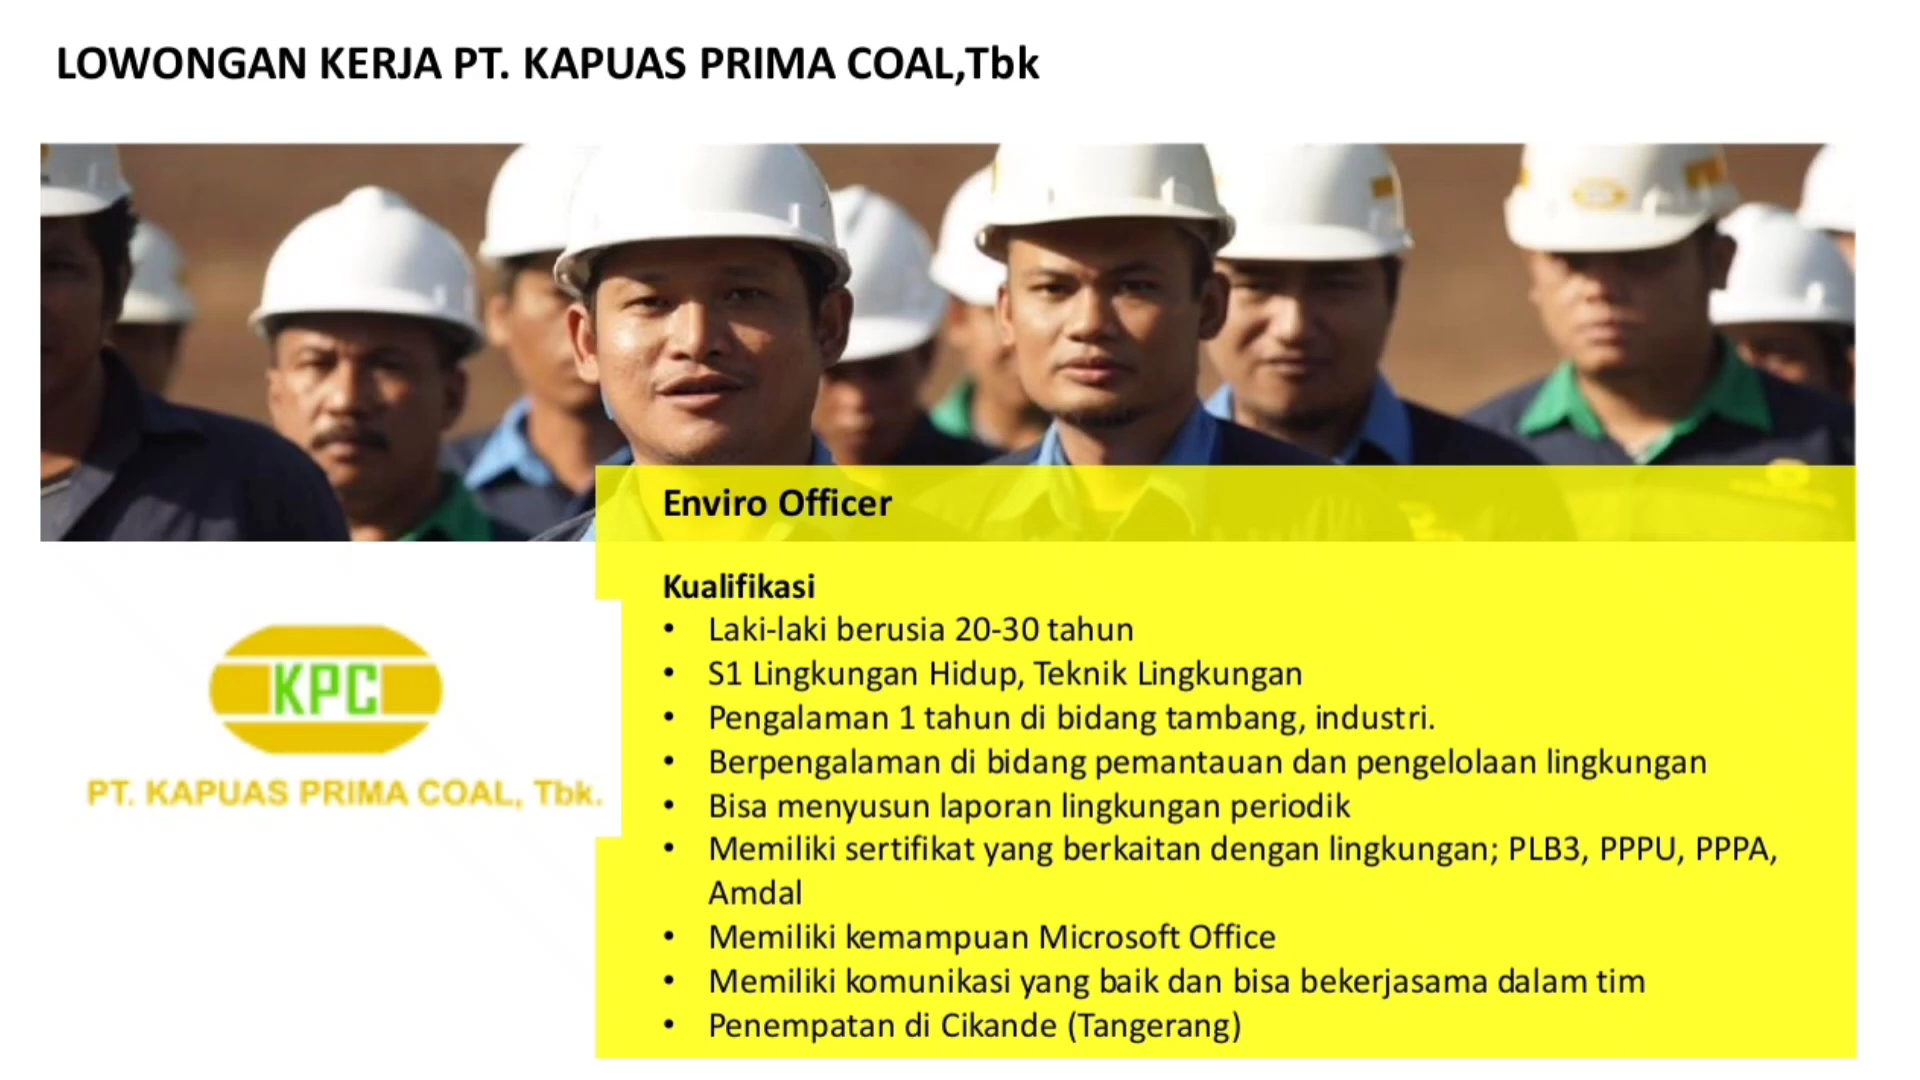 LOWONGAN KERJA PT. KAPUAS PRIMA COAL,Tbk
Enviro Officer
Kualifikasi
• Laki-laki berusia 20-30 tahun
• S1 Lingkungan Hidup, Teknik Lingkungan
• Pengalaman 1 tahun di bidang tambang, industri.
• Berpengalaman di bidang pemantauan dan pengelolaan lingkungan
• Bisa menyusun laporan lingkungan periodik
• Memiliki sertifikat yang berkaitan dengan lingkungan; PLB3, PPPU, PPPA,
Amdal
• Memiliki kemampuan Microsoft Office
• Memiliki komunikasi yang baik dan bisa bekerjasama dalam tim
• Penempatan di Cikande (Tangerang)
KPC
PT. KAPUAS PRIMA COAL, Tbk.